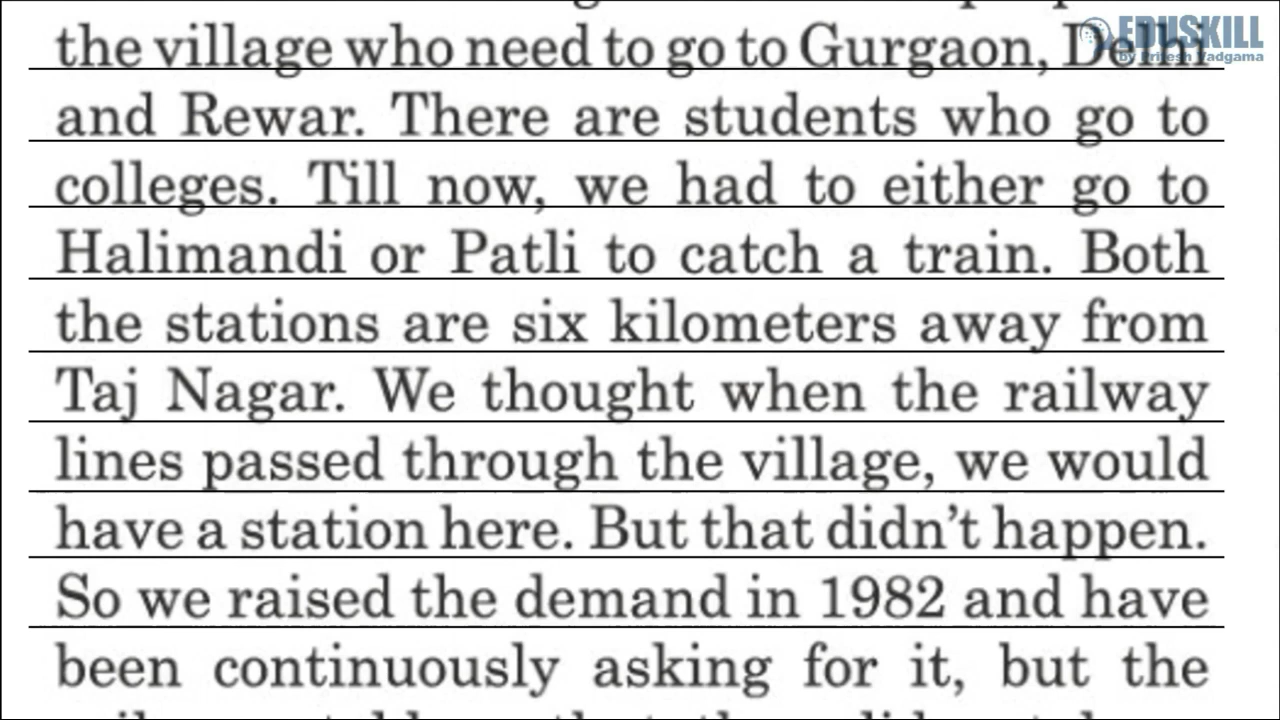 EDUSKILL
by Pritesh Vadgama
the village who need to go to Gurgaon, Delhi
and Rewar. There are students who go to
colleges. Till now, we had to either go to
Halimandi or Patli to catch a train. Both
the stations are six kilometers away from
Taj Nagar. We thought when the railway
lines passed through the village, we would
have a station here. But that didn't happen.
So we raised the demand in 1982 and have
been continuously asking for it, but the